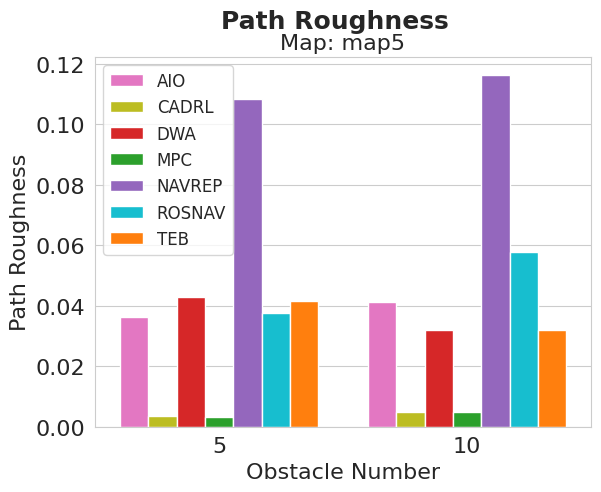 Path Roughness
Map: map5
0.12
0.10
0.08
0.06
0.04
0.02
0.00
Path Roughness
AIO
CADRL
DWA
MPC
NAVREP
ROSNAV
TEB
5
10
Obstacle Number